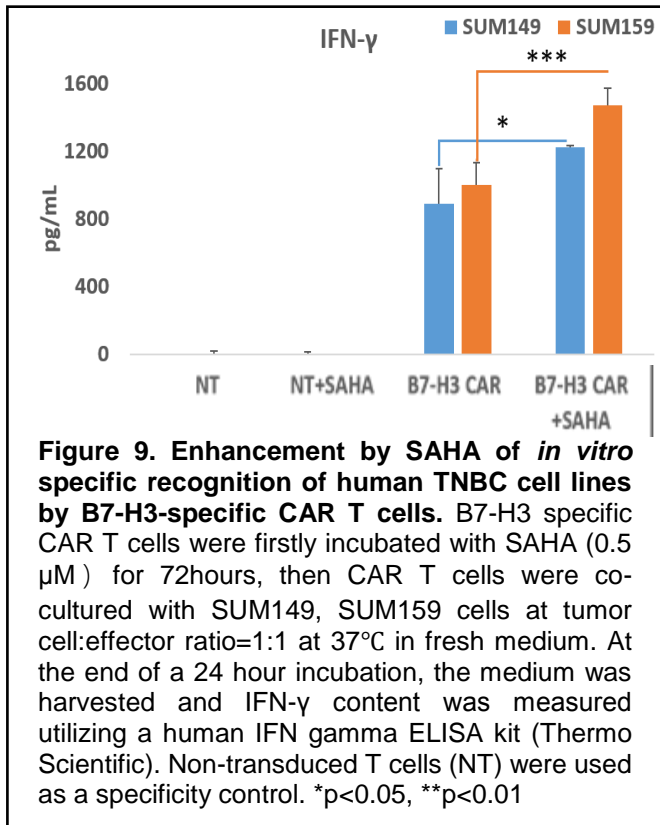 IFN-γ
SUM149 SUM159
***
*
1600
1200
800
400
0
pg/mL
NT NT+SAHA B7-H3 CAR B7-H3 CAR
+SAHA
Figure 9. Enhancement by SAHA of in vitro
specific recognition of human TNBC cell lines
by B7-H3-specific CAR T cells. B7-H3 specific
CAR T cells were firstly incubated with SAHA (0.5
µM） for 72hours, then CAR T cells were co-
cultured with SUM149, SUM159 cells at tumor
cell:effector ratio=1:1 at 37℃ in fresh medium. At
the end of a 24 hour incubation, the medium was
harvested and IFN-γ content was measured
utilizing a human IFN gamma ELISA kit (Thermo
Scientific). Non-transduced T cells (NT) were used
as a specificity control. *p<0.05, **p<0.01